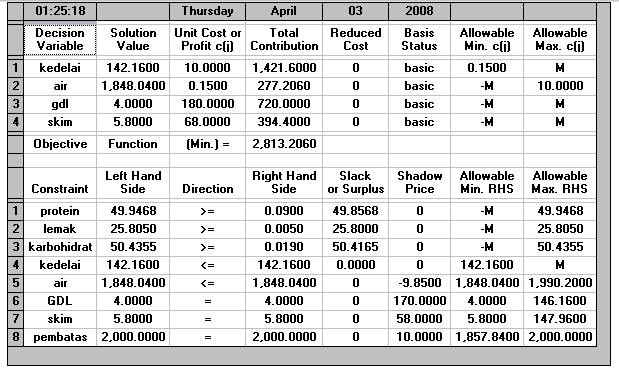 01:25:18 Thursday April 03 2008
Decision Variable Solution Value Unit Cost or Profit c(j) Total Contribution Reduced Cost Basis Status Allowable Min. c(j) Allowable Max. c(j)
1 kedelai 142.1600 10.0000 1,421.6000 0 basic 0.1500 M
2 air 1,848.0400 0.1500 277.2060 0 basic -M 10.0000
3 gdl 4.0000 180.0000 720.0000 0 basic -M M
4 skim 5.8000 68.0000 394.4000 0 basic -M M
Objective Function (Min.) = 2,813.2060
Constraint Left Hand Side Direction Right Hand Side Slack or Surplus Shadow Price Allowable Min. RHS Allowable Max. RHS
1 protein 49.9468 >= 0.0900 49.8568 0 -M 49.9468
2 lemak 25.8050 >= 0.0050 25.8000 0 -M 25.8050
3 karbohidrat 50.4355 >= 0.0190 50.4165 0 -M 50.4355
4 kedelai 142.1600 <= 142.1600 0.0000 0 142.1600 M
5 air 1,848.0400 <= 1,848.0400 0 -9.8500 1,848.0400 1,990.2000
6 GDL 4.0000 = 4.0000 0 170.0000 4.0000 146.1600
7 skim 5.8000 = 5.8000 0 58.0000 5.8000 147.9600
8 pembatas 2,000.0000 = 2,000.0000 0 10.0000 1,857.8400 2,000.0000